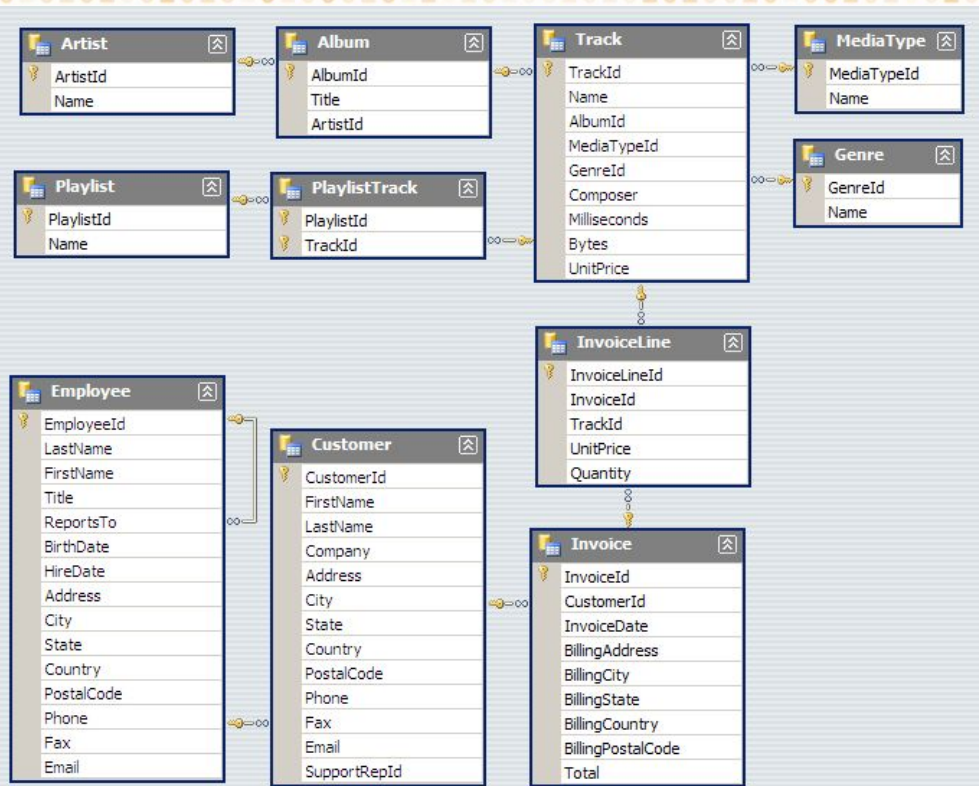 Artist
ArtistId
Name
Album
AlbumId
Title
ArtistId
Track
TrackId
Name
AlbumId
MediaTypeId
GenreId
Composer
Milliseconds
Bytes
UnitPrice
MediaType
MediaTypeId
Name
Genre
GenreId
Name
Playlist
PlaylistId
Name
PlaylistTrack
PlaylistId
TrackId
InvoiceLine
InvoiceLineId
InvoiceId
TrackId
UnitPrice
Quantity
Employee
EmployeeId
LastName
FirstName
Title
ReportsTo
BirthDate
HireDate
Address
City
State
Country
PostalCode
Phone
Fax
Email
Customer
CustomerId
FirstName
LastName
Company
Address
City
State
Country
PostalCode
Phone
Fax
Email
SupportRepId
Invoice
InvoiceId
CustomerId
InvoiceDate
BillingAddress
BillingCity
BillingState
BillingCountry
BillingPostalCode
Total